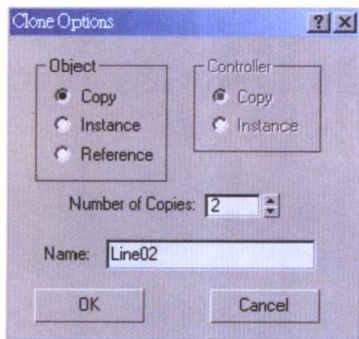 Clone Options
Object
Copy
Instance
Reference
Controller
Copy
Instance
Number of Copies: 2
Name: Line02
OK
Cancel